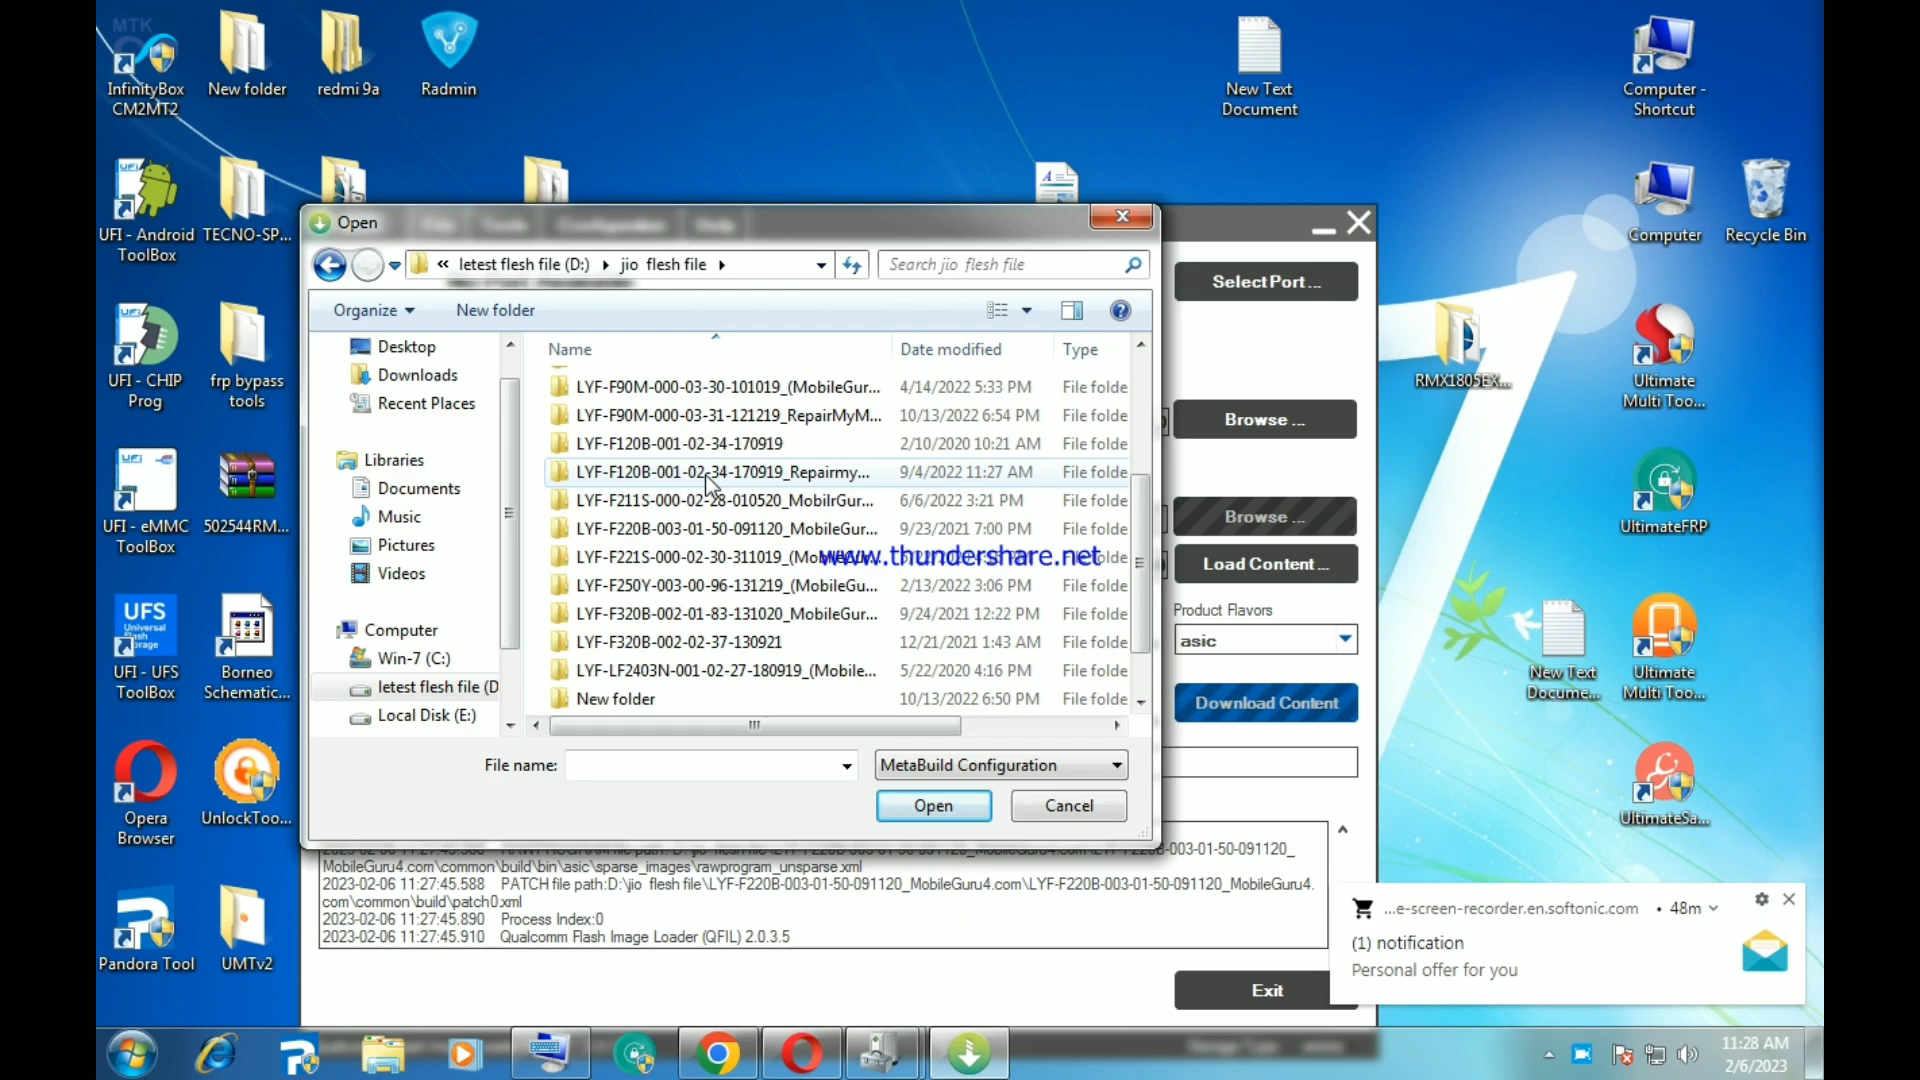 MTK
InfinityBox
CM2MT2
New folder
redmi 9a
Radmin
New Text
Document
Computer -
Shortcut
UFI - Android
ToolBox
TECNO-SP...
Computer
Recycle Bin
UFI - CHIP
Prog
frp bypass
tools
RMX1805EX...
Ultimate
Multi Too...
UFI - eMMC
ToolBox
502544RM...
UltimateFRP
UFS
Universal
Flash
Storage
UFI - UFS
ToolBox
Borneo
Schematic...
New Text
Docume...
Ultimate
Multi Too...
Opera
Browser
UnlockToo...
UltimateSa...
Pandora Tool
UMTv2
Open
« letest flesh file (D:) ▸ jio flesh file ▸
Search jio flesh file
Organize
New folder
Desktop
Downloads
Recent Places
Libraries
Documents
Music
Pictures
Videos
Computer
Win-7 (C:)
letest flesh file (D
Local Disk (E:)
Name Date modified Type
LYF-F90M-000-03-30-101019_(MobileGur... 4/14/2022 5:33 PM File folde
LYF-F90M-000-03-31-121219_RepairMyM... 10/13/2022 6:54 PM File folde
LYF-F120B-001-02-34-170919 2/10/2020 10:21 AM File folde
LYF-F120B-001-02-34-170919_Repairmy... 9/4/2022 11:27 AM File folde
LYF-F211S-000-02-28-010520_MobilrGur... 6/6/2022 3:21 PM File folde
LYF-F220B-003-01-50-091120_MobileGur... 9/23/2021 7:00 PM File folde
LYF-F221S-000-02-30-311019_(Mob
www.thundershare.net
LYF-F250Y-003-00-96-131219_(MobileGu... 2/13/2022 3:06 PM File folde
LYF-F320B-002-01-83-131020_MobileGur... 9/24/2021 12:22 PM File folde
LYF-F320B-002-02-37-130921 12/21/2021 1:43 AM File folde
LYF-LF2403N-001-02-27-180919_(Mobile... 5/22/2020 4:16 PM File folde
New folder 10/13/2022 6:50 PM File folde
File name:
MetaBuild Configuration
Open
Cancel
Select Port ...
Browse ...
Browse ...
Load Content ...
Product Flavors
asic
Download Content
MobileGuru4.com\common\build\bin\asic\sparse_images\rawprogram_unsparse.xml
2023-02-06 11:27:45.588 PATCH file path:D:\jio flesh file\LYF-F220B-003-01-50-091120_MobileGuru4.com\LYF-F220B-003-01-50-091120_MobileGuru4.
com\common\build\patch0.xml
2023-02-06 11:27:45.890 Process Index:0
2023-02-06 11:27:45.910 Qualcomm Flash Image Loader (QFIL) 2.0.3.5
Exit
...e-screen-recorder.en.softonic.com • 48m
(1) notification
Personal offer for you
11:28 AM
2/6/2023